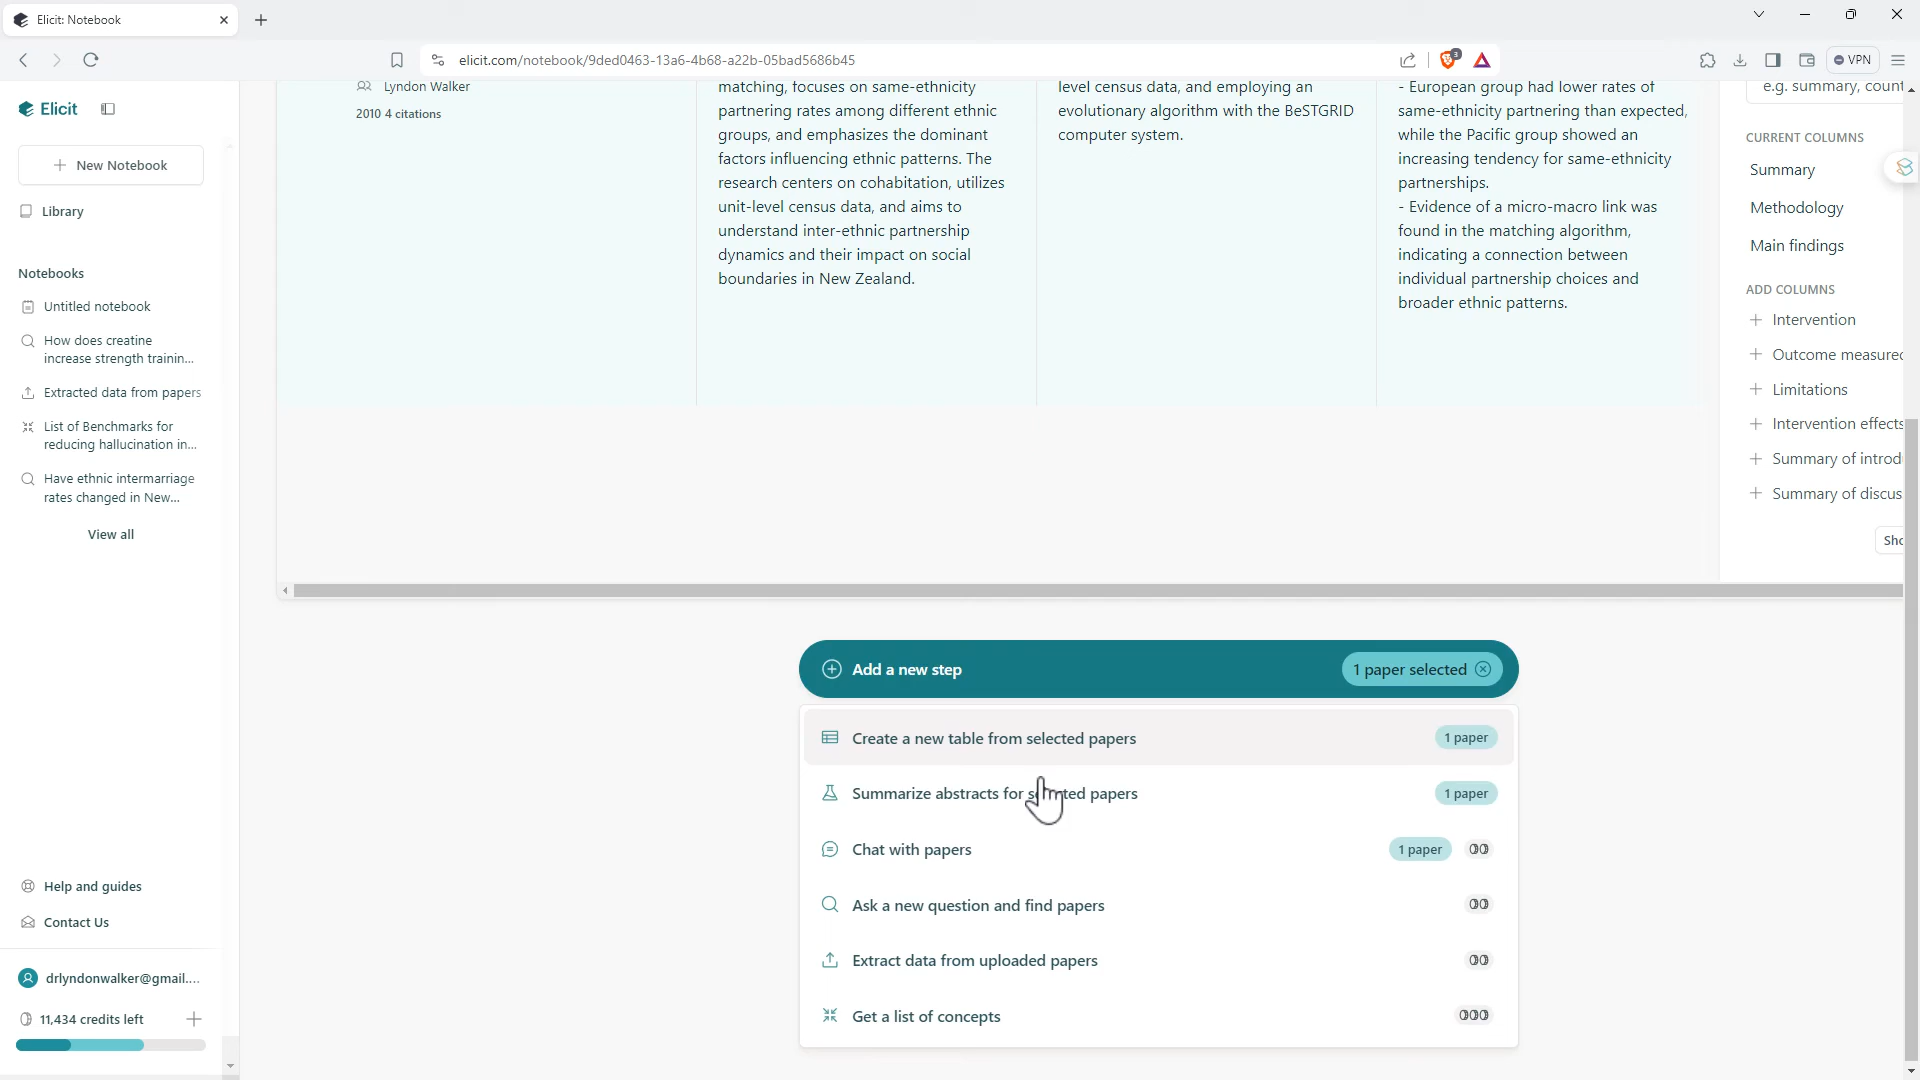 Elicit: Notebook
elicit.com/notebook/9ded0463-13a6-4b68-a22b-05bad5686b45
3
VPN
Elicit
New Notebook
Library
Notebooks
Untitled notebook
How does creatine
increase strength trainin...
Extracted data from papers
List of Benchmarks for
reducing hallucination in...
Have ethnic intermarriage
rates changed in New...
View all
Help and guides
Contact Us
drlyndonwalker@gmail....
11,434 credits left
Lyndon Walker
2010 4 citations
matching, focuses on same-ethnicity
partnering rates among different ethnic
groups, and emphasizes the dominant
factors influencing ethnic patterns. The
research centers on cohabitation, utilizes
unit-level census data, and aims to
understand inter-ethnic partnership
dynamics and their impact on social
boundaries in New Zealand.
level census data, and employing an
evolutionary algorithm with the BeSTGRID
computer system.
- European group had lower rates of
same-ethnicity partnering than expected,
while the Pacific group showed an
increasing tendency for same-ethnicity
partnerships.
- Evidence of a micro-macro link was
found in the matching algorithm,
indicating a connection between
individual partnership choices and
broader ethnic patterns.
e.g. summary, count
CURRENT COLUMNS
Summary
Methodology
Main findings
ADD COLUMNS
Intervention
Outcome measured
Limitations
Intervention effects
Summary of introd
Summary of discus
Sho
Add a new step
1 paper selected
Create a new table from selected papers
1 paper
Summarize abstracts for selected papers
1 paper
Chat with papers
1 paper
Ask a new question and find papers
Extract data from uploaded papers
Get a list of concepts